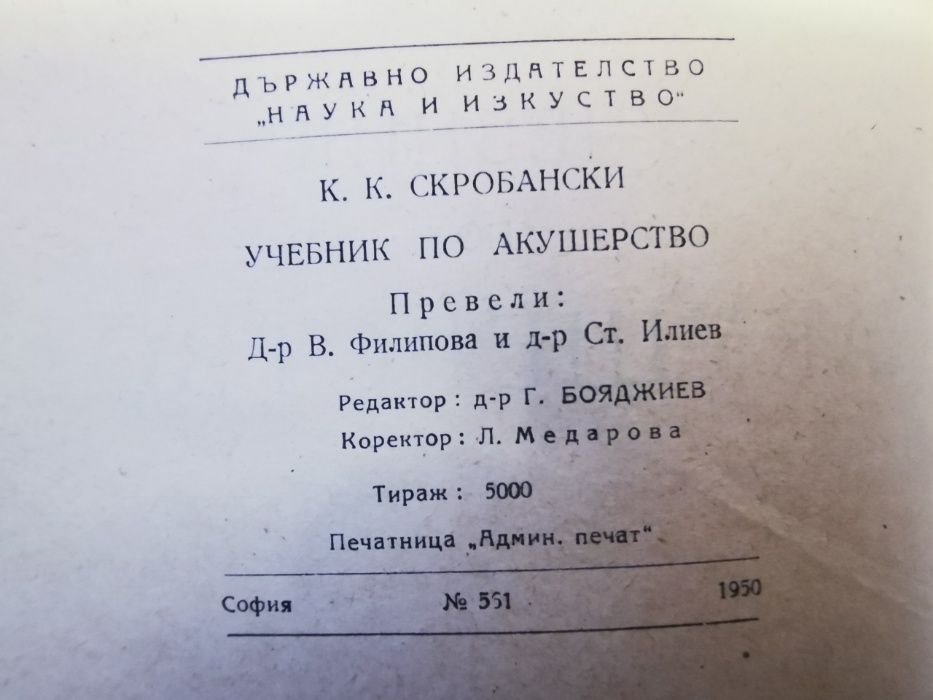 ДЪРЖАВНО ИЗДАТЕЛСТВО
„НАУКА И ИЗКУСТВО“
К. К. СКРОБАНСКИ
УЧЕБНИК ПО АКУШЕРСТВО
Превели:
Д-р В. Филипова и д-р Ст. Илиев
Редактор: д-р Г. БОЯДЖИЕВ
Коректор: Л. Медарова
Тираж: 5000
Печатница „Админ. печат“
София № 551 1950